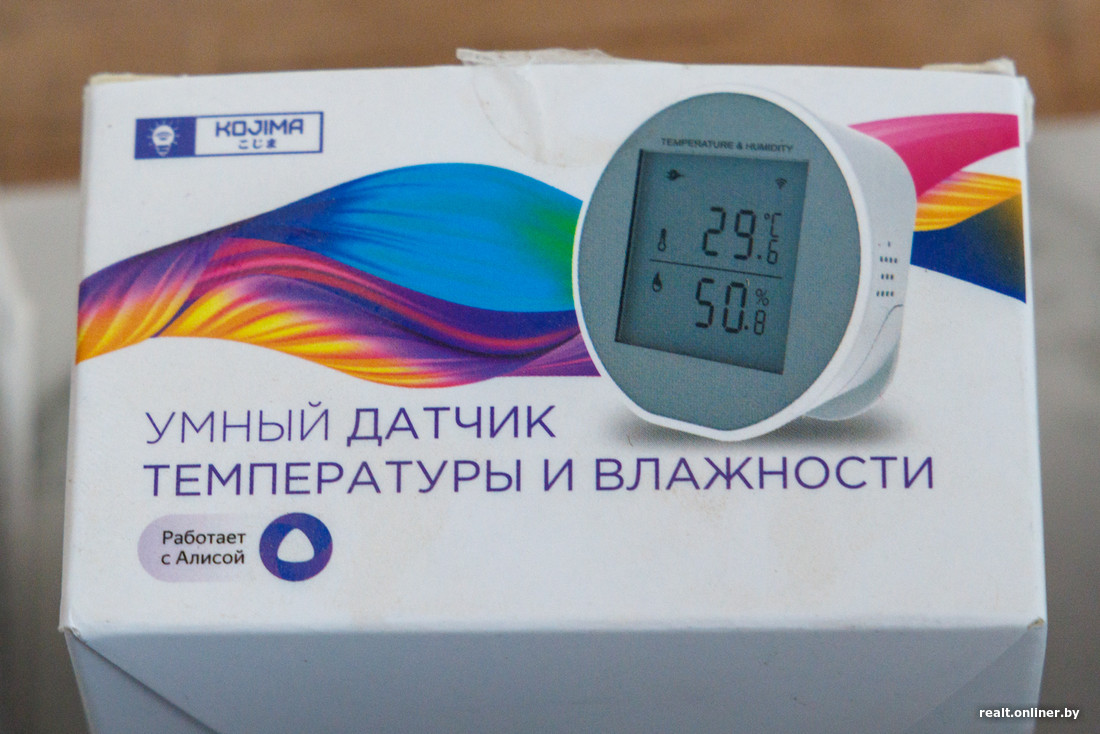 KOJIMA
こじま
TEMPERATURE & HUMIDITY
29.6 °C
50.8 %
УМНЫЙ ДАТЧИК
ТЕМПЕРАТУРЫ И ВЛАЖНОСТИ
Работает
с Алисой
realt.onliner.by